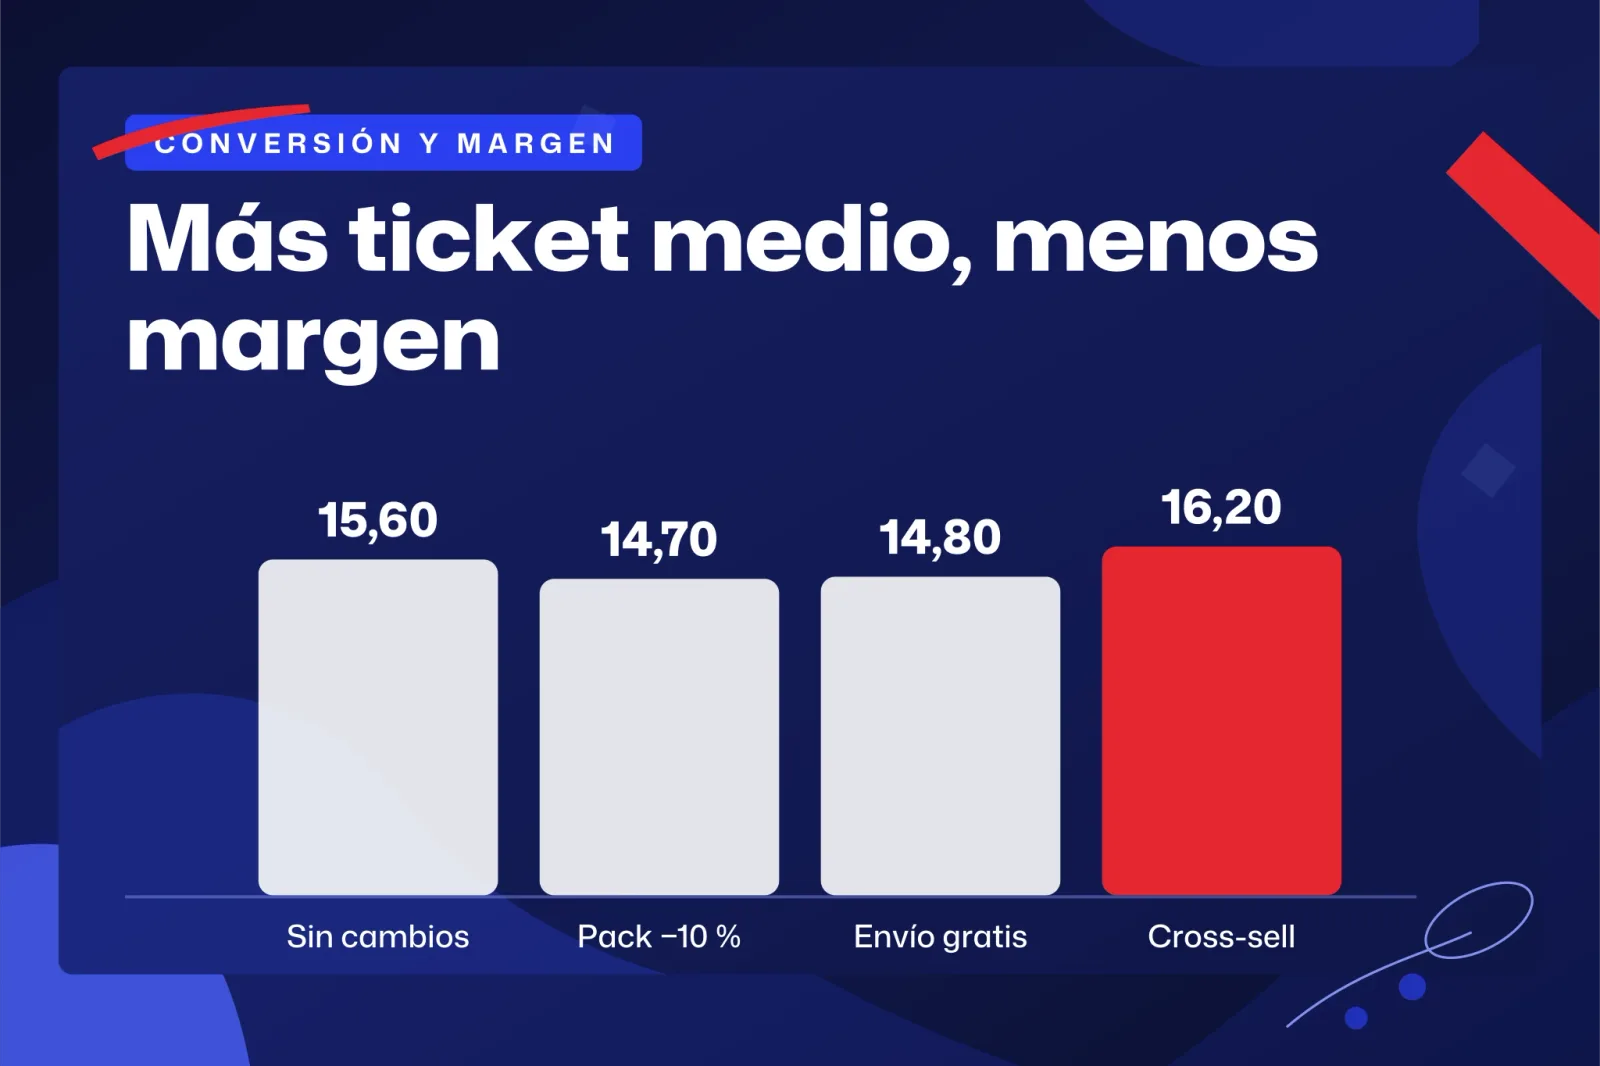 CONVERSIÓN Y MARGEN
Más ticket medio, menos
margen
15,60
14,70
14,80
16,20
Sin cambios
Pack −10 %
Envío gratis
Cross-sell